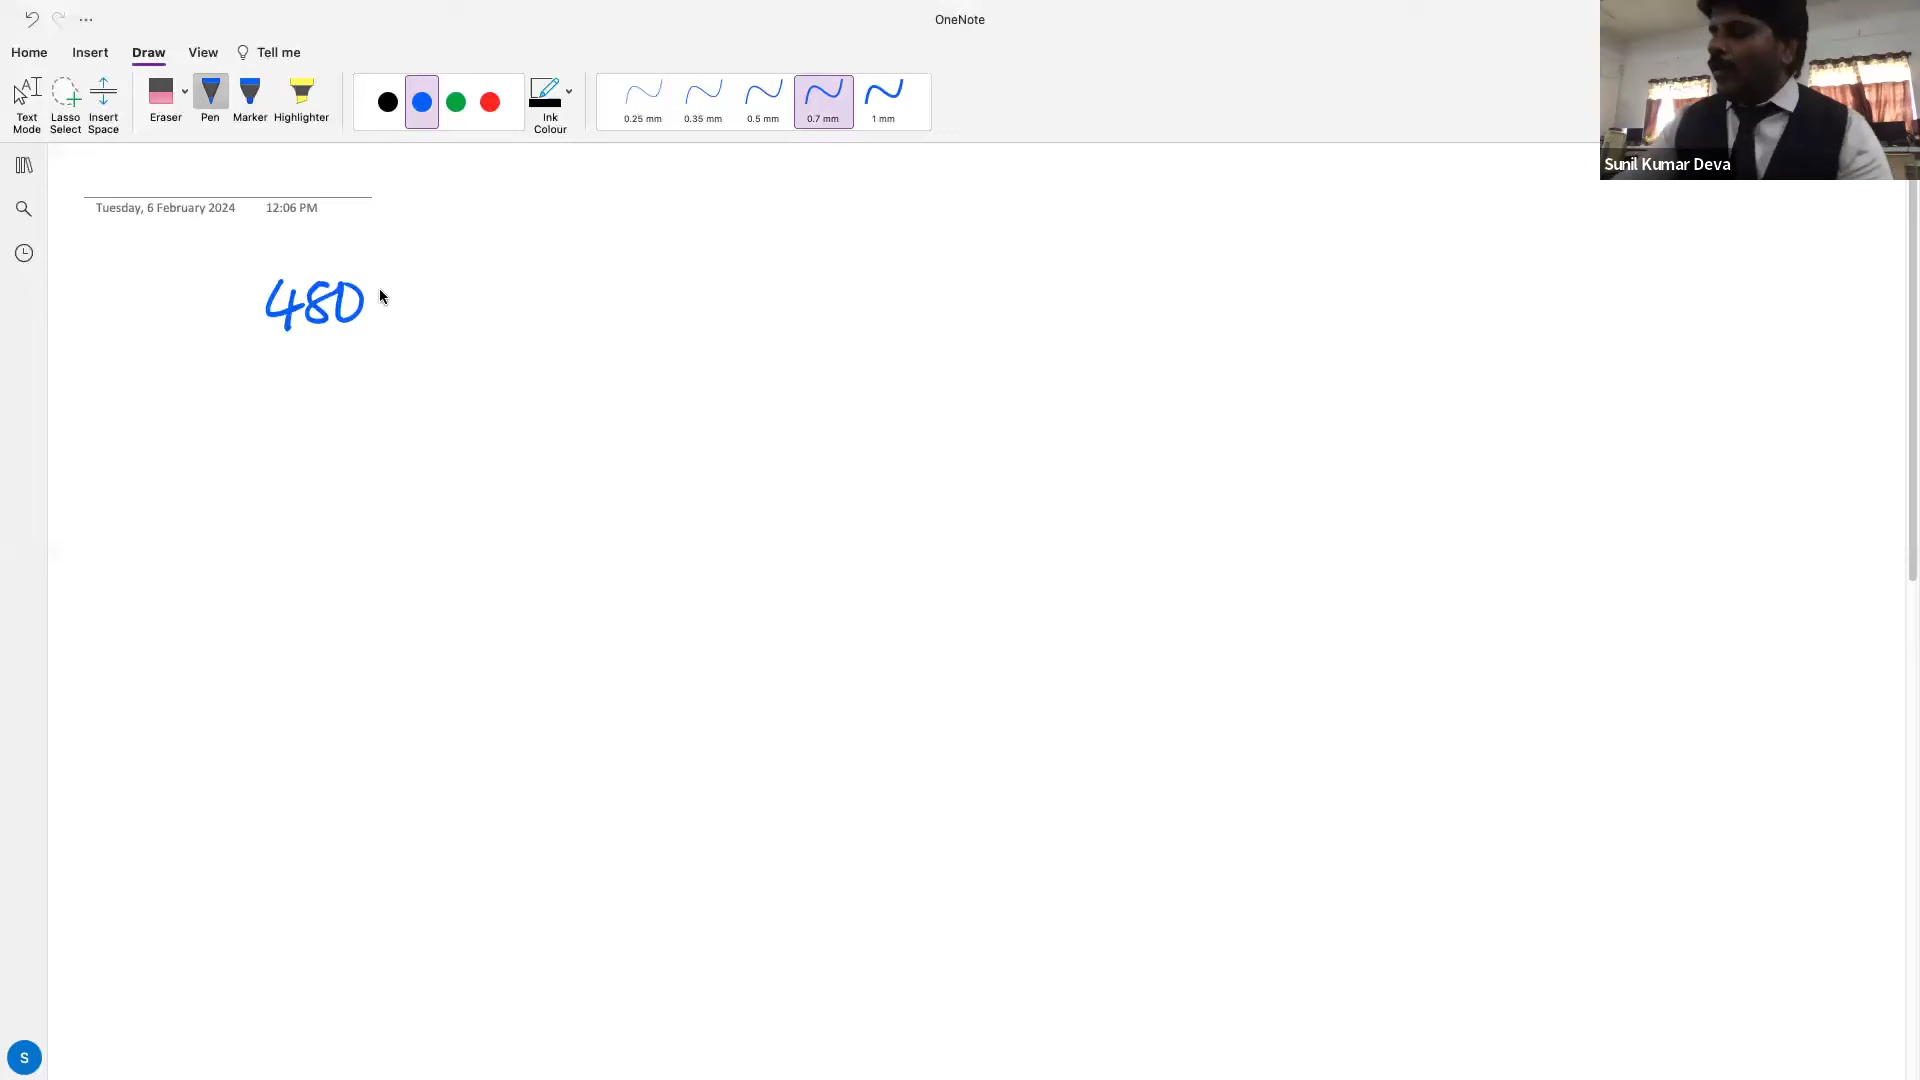 OneNote
Home Insert Draw View Tell me
Text Mode
Lasso Select
Insert Space
Eraser
Pen
Marker
Highlighter
Ink Colour
0.25 mm
0.35 mm
0.5 mm
0.7 mm
1 mm
Sunil Kumar Deva
Tuesday, 6 February 2024 12:06 PM
480
S